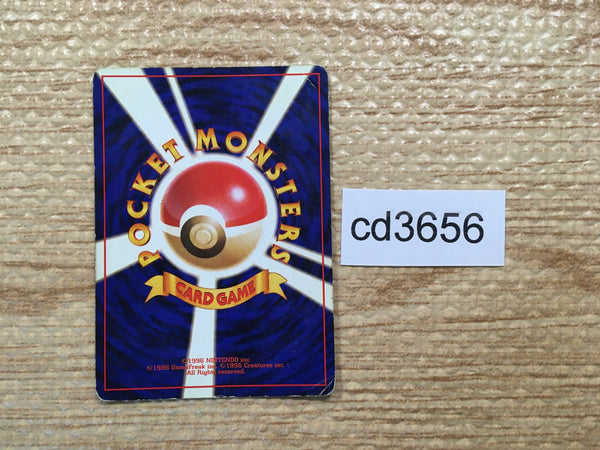 POCKET MONSTERS
CARD GAME
©1996 NINTENDO inc.
©1996 GameFreak inc. ©1996 Creatures inc.
All Rights reserved.
cd3656